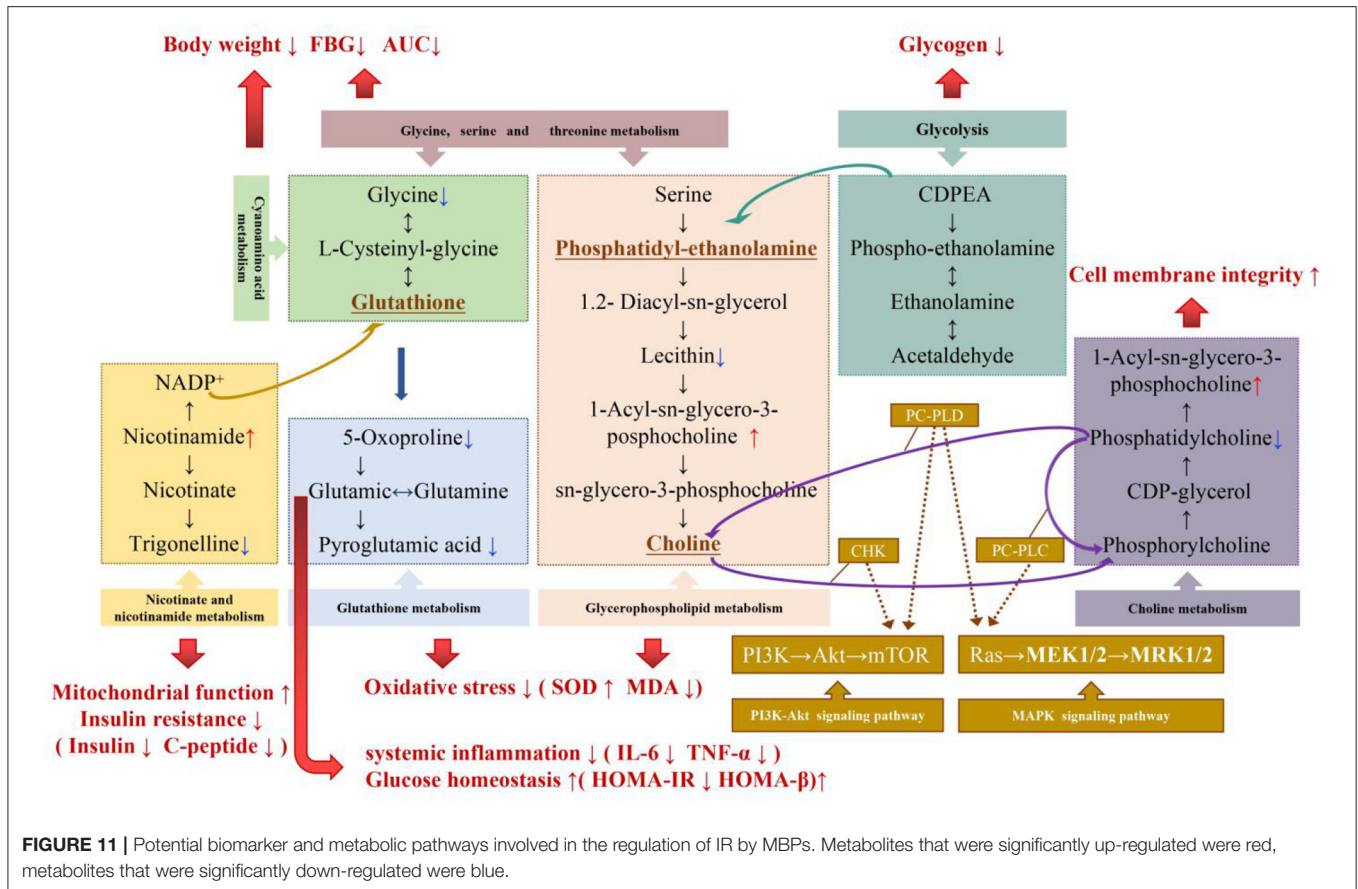 Body weight ↓ FBG↓ AUC↓
Glycogen ↓
Glycine, serine and threonine metabolism
Glycolysis
Cyanoamino acid
metabolism
Glycine↓
↕
L-Cysteinyl-glycine
↕
Glutathione
Serine
↓
Phosphatidyl-ethanolamine
↓
1.2- Diacyl-sn-glycerol
↓
Lecithin↓
↓
1-Acyl-sn-glycero-3-
posphocholine ↑
↓
sn-glycero-3-phosphocholine
↓
Choline
CDPEA
↓
Phospho-ethanolamine
↕
Ethanolamine
↕
Acetaldehyde
Cell membrane integrity ↑
1-Acyl-sn-glycero-3-
phosphocholine↑
↑
Phosphatidylcholine↓
↑
CDP-glycerol
↑
Phosphorylcholine
NADP⁺
↑
Nicotinamide↑
↓
Nicotinate
↓
Trigonelline↓
5-Oxoproline↓
↓
Glutamic↔Glutamine
↓
Pyroglutamic acid ↓
PC-PLD
CHK
PC-PLC
Nicotinate and
nicotinamide metabolism
Glutathione metabolism
Glycerophospholipid metabolism
Choline metabolism
PI3K→Akt→mTOR
Ras→MEK1/2→MRK1/2
PI3K-Akt signaling pathway
MAPK signaling pathway
Mitochondrial function ↑
Insulin resistance ↓
( Insulin ↓ C-peptide ↓ )
Oxidative stress ↓ ( SOD ↑ MDA ↓)
systemic inflammation ↓ ( IL-6 ↓ TNF-α ↓ )
Glucose homeostasis ↑( HOMA-IR ↓ HOMA-β)↑
FIGURE 11 | Potential biomarker and metabolic pathways involved in the regulation of IR by MBPs. Metabolites that were significantly up-regulated were red,
metabolites that were significantly down-regulated were blue.